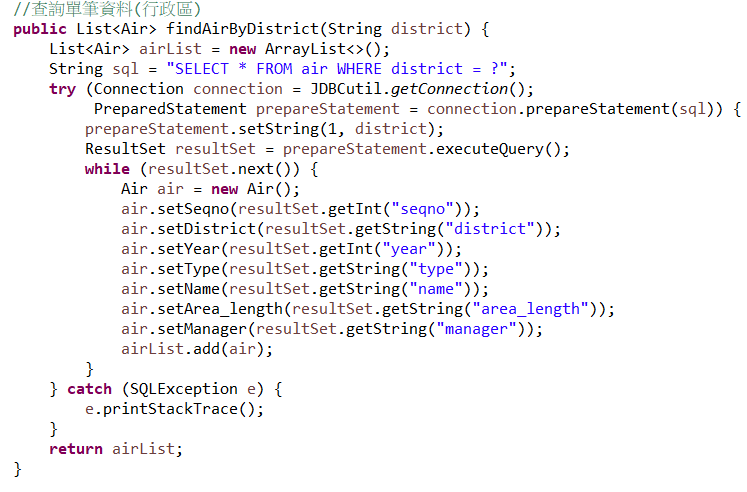 //查詢單筆資料(行政區)
public List<Air> findAirByDistrict(String district) {
List<Air> airList = new ArrayList<>();
String sql = "SELECT * FROM air WHERE district = ?";
try (Connection connection = JDBCutil.getConnection();
PreparedStatement prepareStatement = connection.prepareStatement(sql)) {
prepareStatement.setString(1, district);
ResultSet resultSet = prepareStatement.executeQuery();
while (resultSet.next()) {
Air air = new Air();
air.setSeqno(resultSet.getInt("seqno"));
air.setDistrict(resultSet.getString("district"));
air.setYear(resultSet.getInt("year"));
air.setType(resultSet.getString("type"));
air.setName(resultSet.getString("name"));
air.setArea_length(resultSet.getString("area_length"));
air.setManager(resultSet.getString("manager"));
airList.add(air);
}
} catch (SQLException e) {
e.printStackTrace();
}
return airList;
}